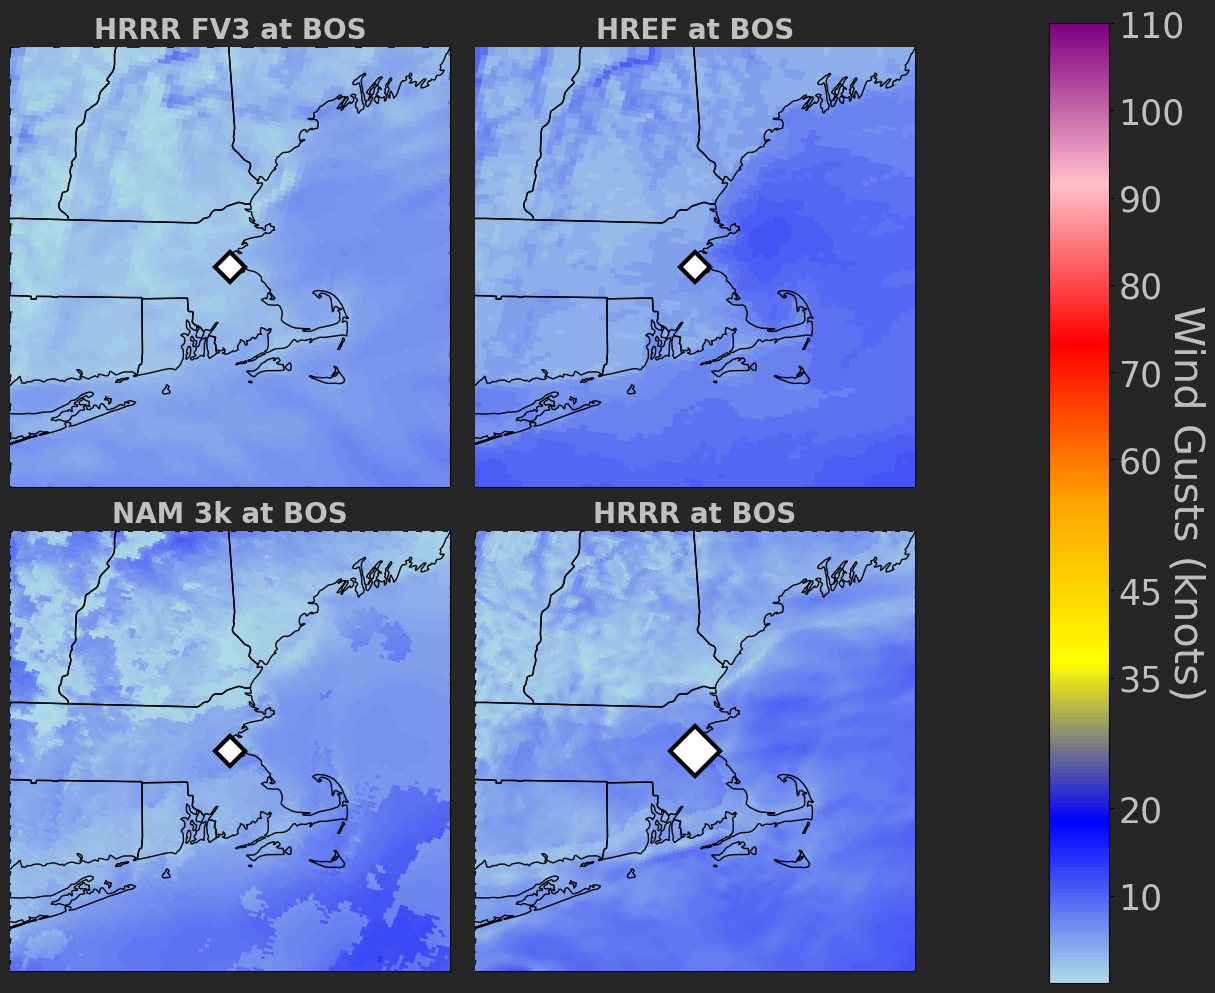 HRRR FV3 at BOS
HREF at BOS
NAM 3k at BOS
HRRR at BOS
110
100
90
80
70
60
45
35
20
10
Wind Gusts (knots)